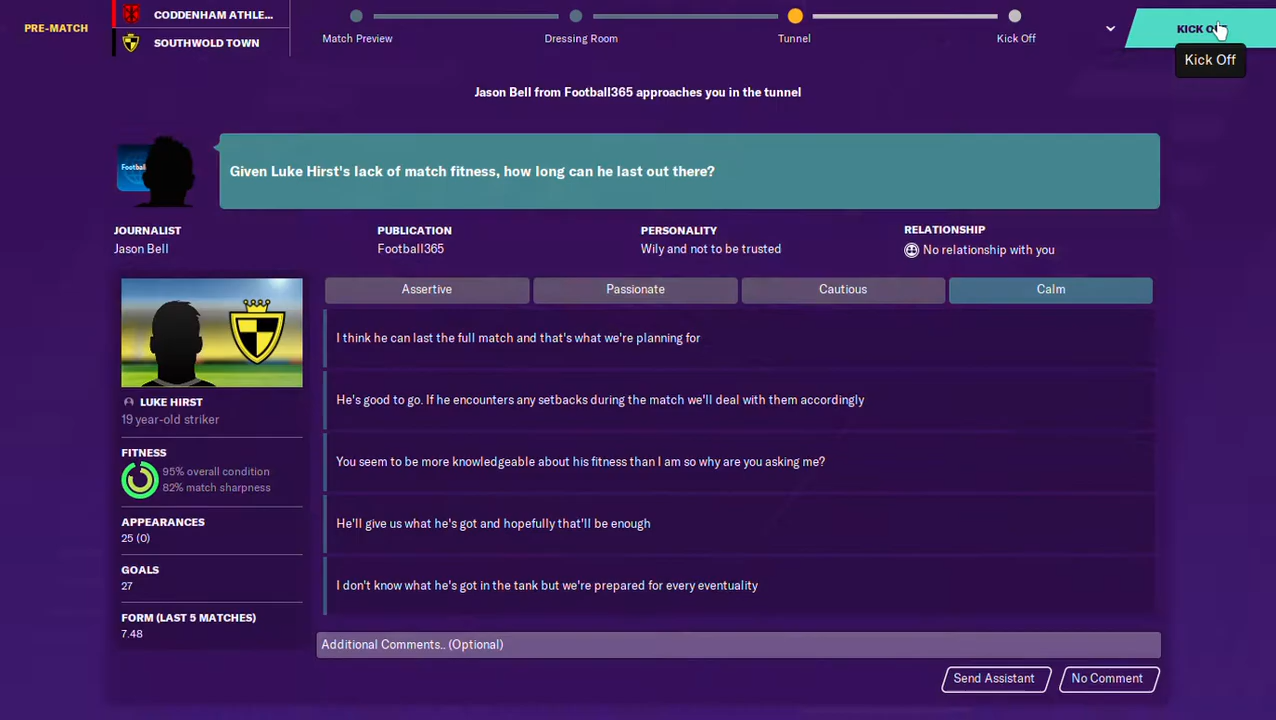 PRE-MATCH
CODDENHAM ATHLE...
SOUTHWOLD TOWN
Match Preview
Dressing Room
Tunnel
Kick Off
Kick Off
Jason Bell from Football365 approaches you in the tunnel
Given Luke Hirst's lack of match fitness, how long can he last out there?
JOURNALIST
Jason Bell
PUBLICATION
Football365
PERSONALITY
Wily and not to be trusted
RELATIONSHIP
No relationship with you
Assertive
Passionate
Cautious
Calm
I think he can last the full match and that's what we're planning for
He's good to go. If he encounters any setbacks during the match we'll deal with them accordingly
You seem to be more knowledgeable about his fitness than I am so why are you asking me?
He'll give us what he's got and hopefully that'll be enough
I don't know what he's got in the tank but we're prepared for every eventuality
LUKE HIRST
19 year-old striker
FITNESS
95% overall condition
82% match sharpness
APPEARANCES
25 (0)
GOALS
27
FORM (LAST 5 MATCHES)
7.48
Additional Comments.. (Optional)
Send Assistant
No Comment